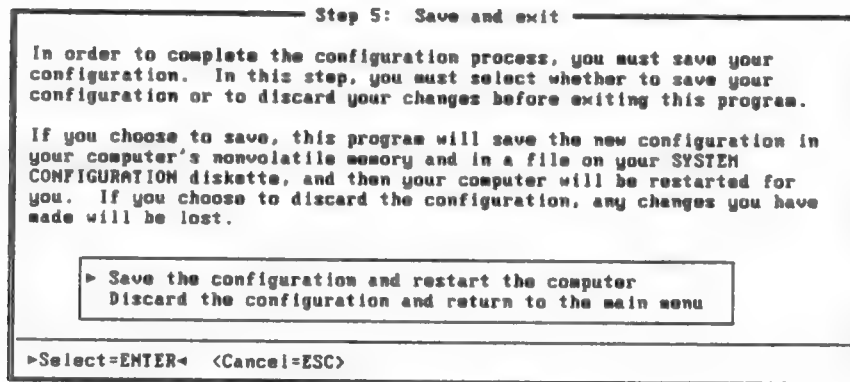 Step 5: Save and exit
In order to complete the configuration process, you must save your
configuration. In this step, you must select whether to save your
configuration or to discard your changes before exiting this program.
If you choose to save, this program will save the new configuration in
your computer's nonvolatile memory and in a file on your SYSTEM
CONFIGURATION diskette, and then your computer will be restarted for
you. If you choose to discard the configuration, any changes you have
made will be lost.
► Save the configuration and restart the computer
Discard the configuration and return to the main menu
►Select=ENTER◄ <Cancel=ESC>